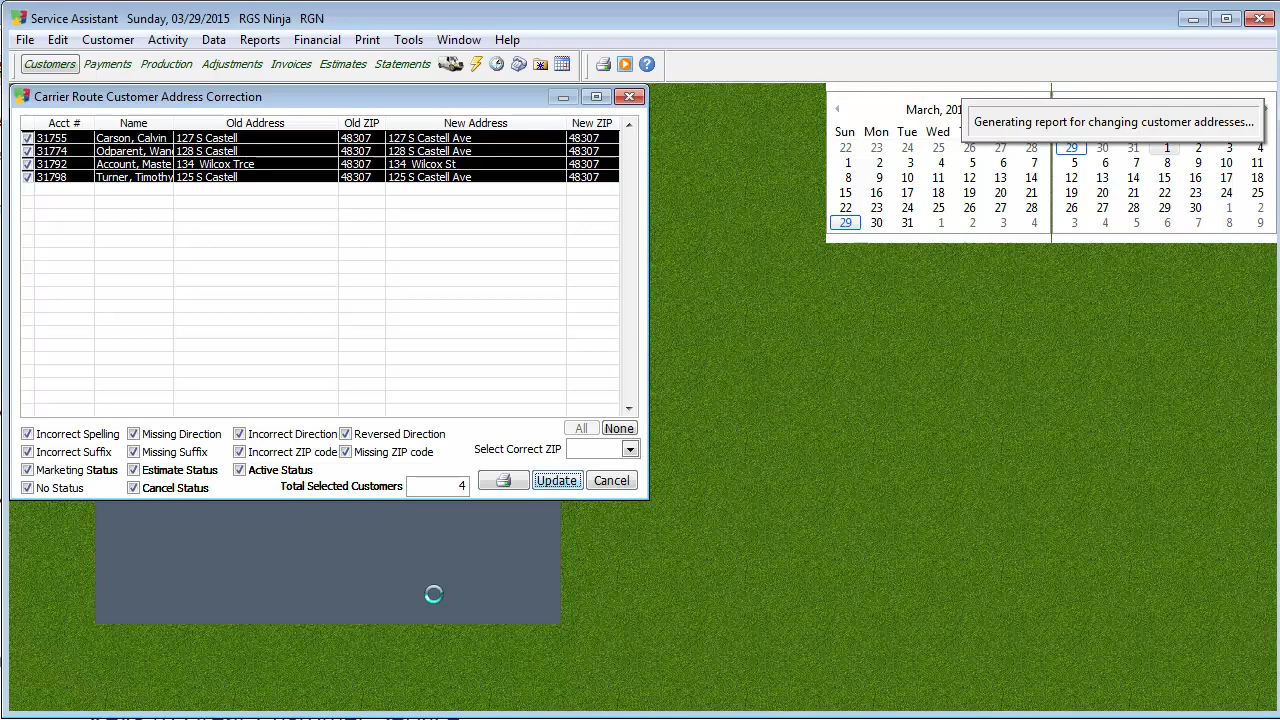 Service Assistant Sunday, 03/29/2015 RGS Ninja RGN
File Edit Customer Activity Data Reports Financial Print Tools Window Help
Customers Payments Production Adjustments Invoices Estimates Statements
Carrier Route Customer Address Correction
Acct # Name Old Address Old ZIP New Address New ZIP
31755 Carson, Calvin 127 S Castell 48307 127 S Castell Ave 48307
31774 Odparent, Wan 128 S Castell 48307 128 S Castell Ave 48307
31792 Account, Maste 134 Wilcox Trce 48307 134 Wilcox St 48307
31798 Turner, Timothy 125 S Castell 48307 125 S Castell Ave 48307
All None
Incorrect Spelling Missing Direction Incorrect Direction Reversed Direction
Incorrect Suffix Missing Suffix Incorrect ZIP code Missing ZIP code
Select Correct ZIP
Marketing Status Estimate Status Active Status
No Status Cancel Status
Total Selected Customers 4
Update Cancel
March, 201
Generating report for changing customer addresses...
Sun Mon Tue Wed
22 23 24 25 26 27 28 29 30 31 1 2 3 4
1 2 3 4 5 6 7 5 6 7 8 9 10 11
8 9 10 11 12 13 14 12 13 14 15 16 17 18
15 16 17 18 19 20 21 19 20 21 22 23 24 25
22 23 24 25 26 27 28 26 27 28 29 30 1 2
29 30 31 1 2 3 4 3 4 5 6 7 8 9